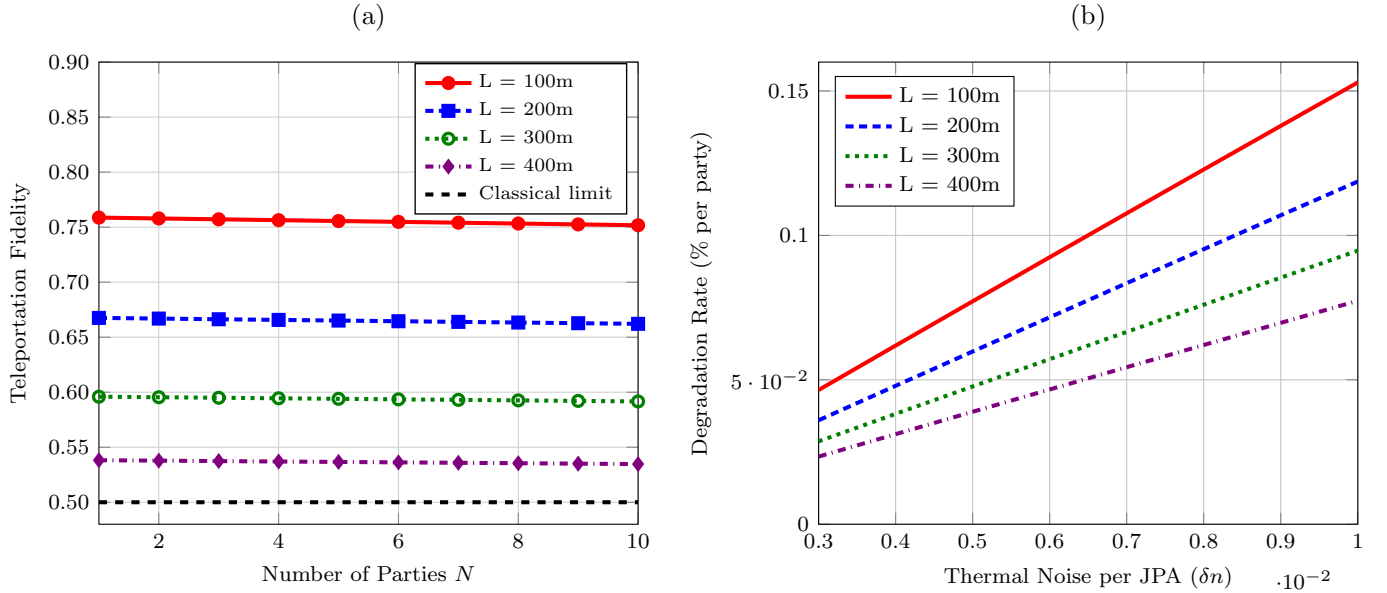 (a)
0.90
0.85
0.80
0.75
0.70
0.65
0.60
0.55
0.50
Teleportation Fidelity
L = 100m
L = 200m
L = 300m
L = 400m
Classical limit
2 4 6 8 10
Number of Parties N
(b)
0.15
0.1
5 · 10⁻²
0
Degradation Rate (% per party)
L = 100m
L = 200m
L = 300m
L = 400m
0.3 0.4 0.5 0.6 0.7 0.8 0.9 1
Thermal Noise per JPA (δn)
·10⁻²